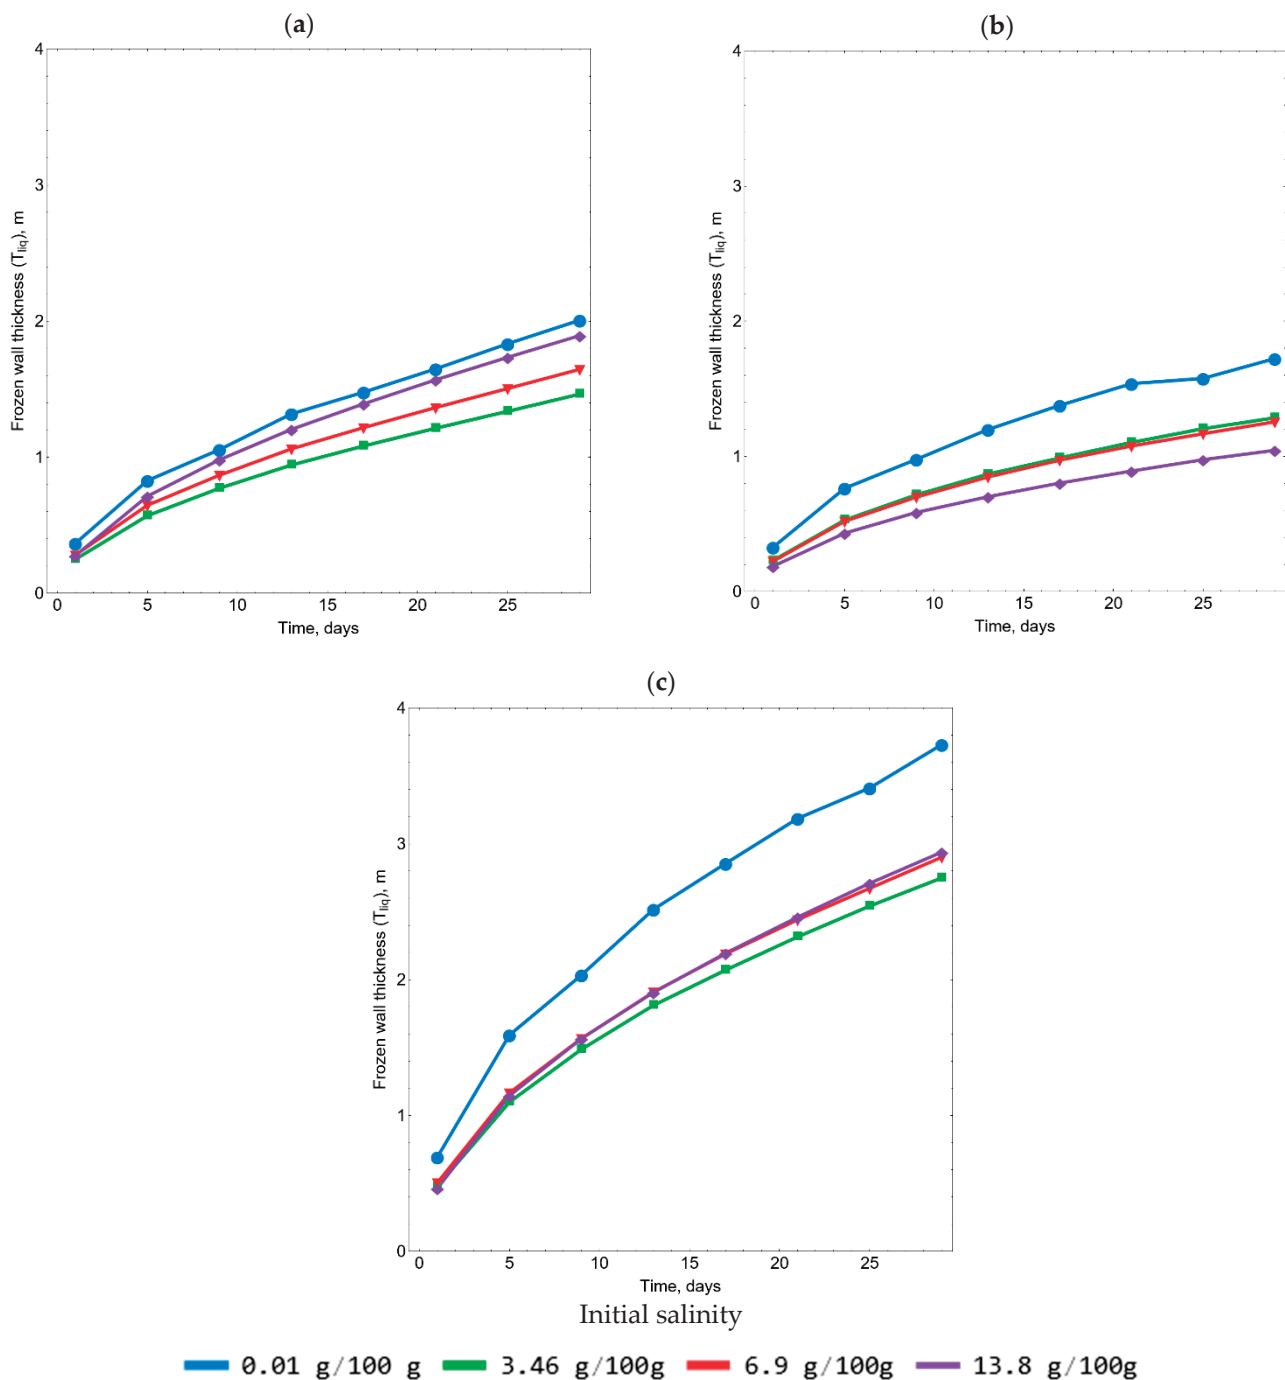 (a)
4
3
2
1
0
Frozen wall thickness (Tliq), m
0 5 10 15 20 25
Time, days
(b)
4
3
2
1
0
Frozen wall thickness (Tliq), m
0 5 10 15 20 25
Time, days
(c)
4
3
2
1
0
Frozen wall thickness (Tliq), m
0 5 10 15 20 25
Time, days
Initial salinity
0.01 g/100 g 3.46 g/100g 6.9 g/100g 13.8 g/100g